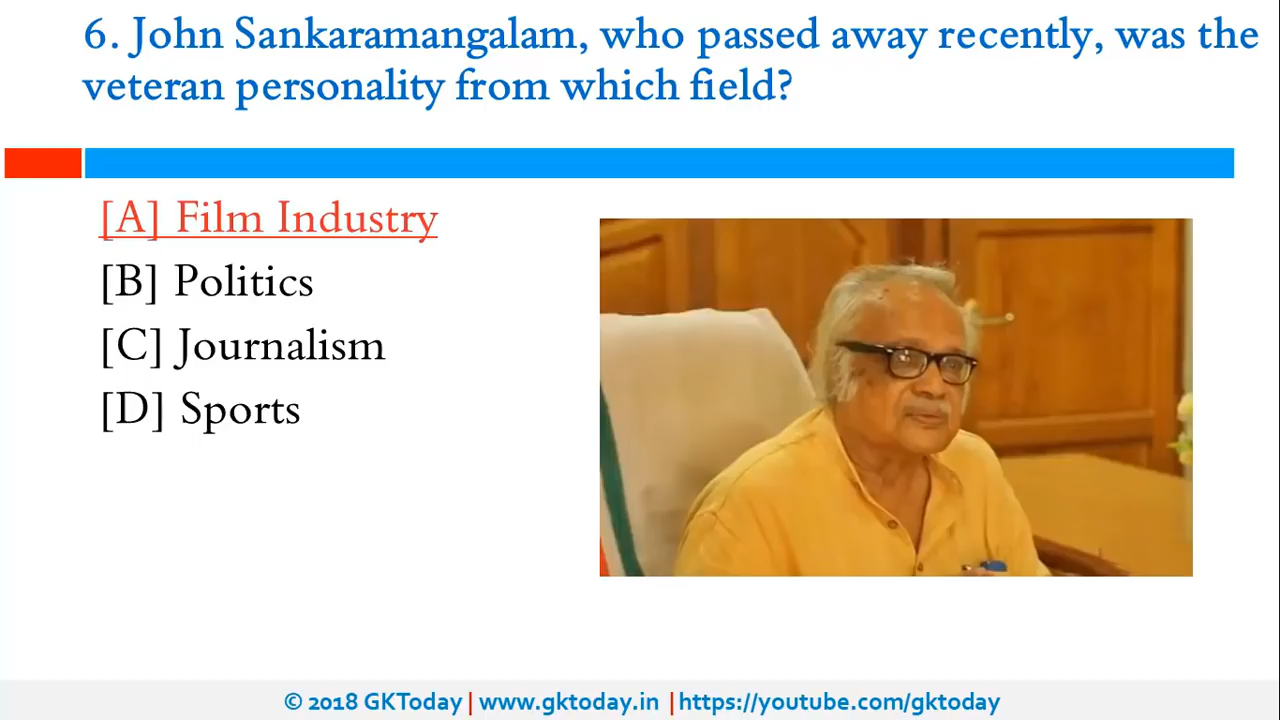 6. John Sankaramangalam, who passed away recently, was the
veteran personality from which field?
[A] Film Industry
[B] Politics
[C] Journalism
[D] Sports
© 2018 GKToday | www.gktoday.in | https://youtube.com/gktoday